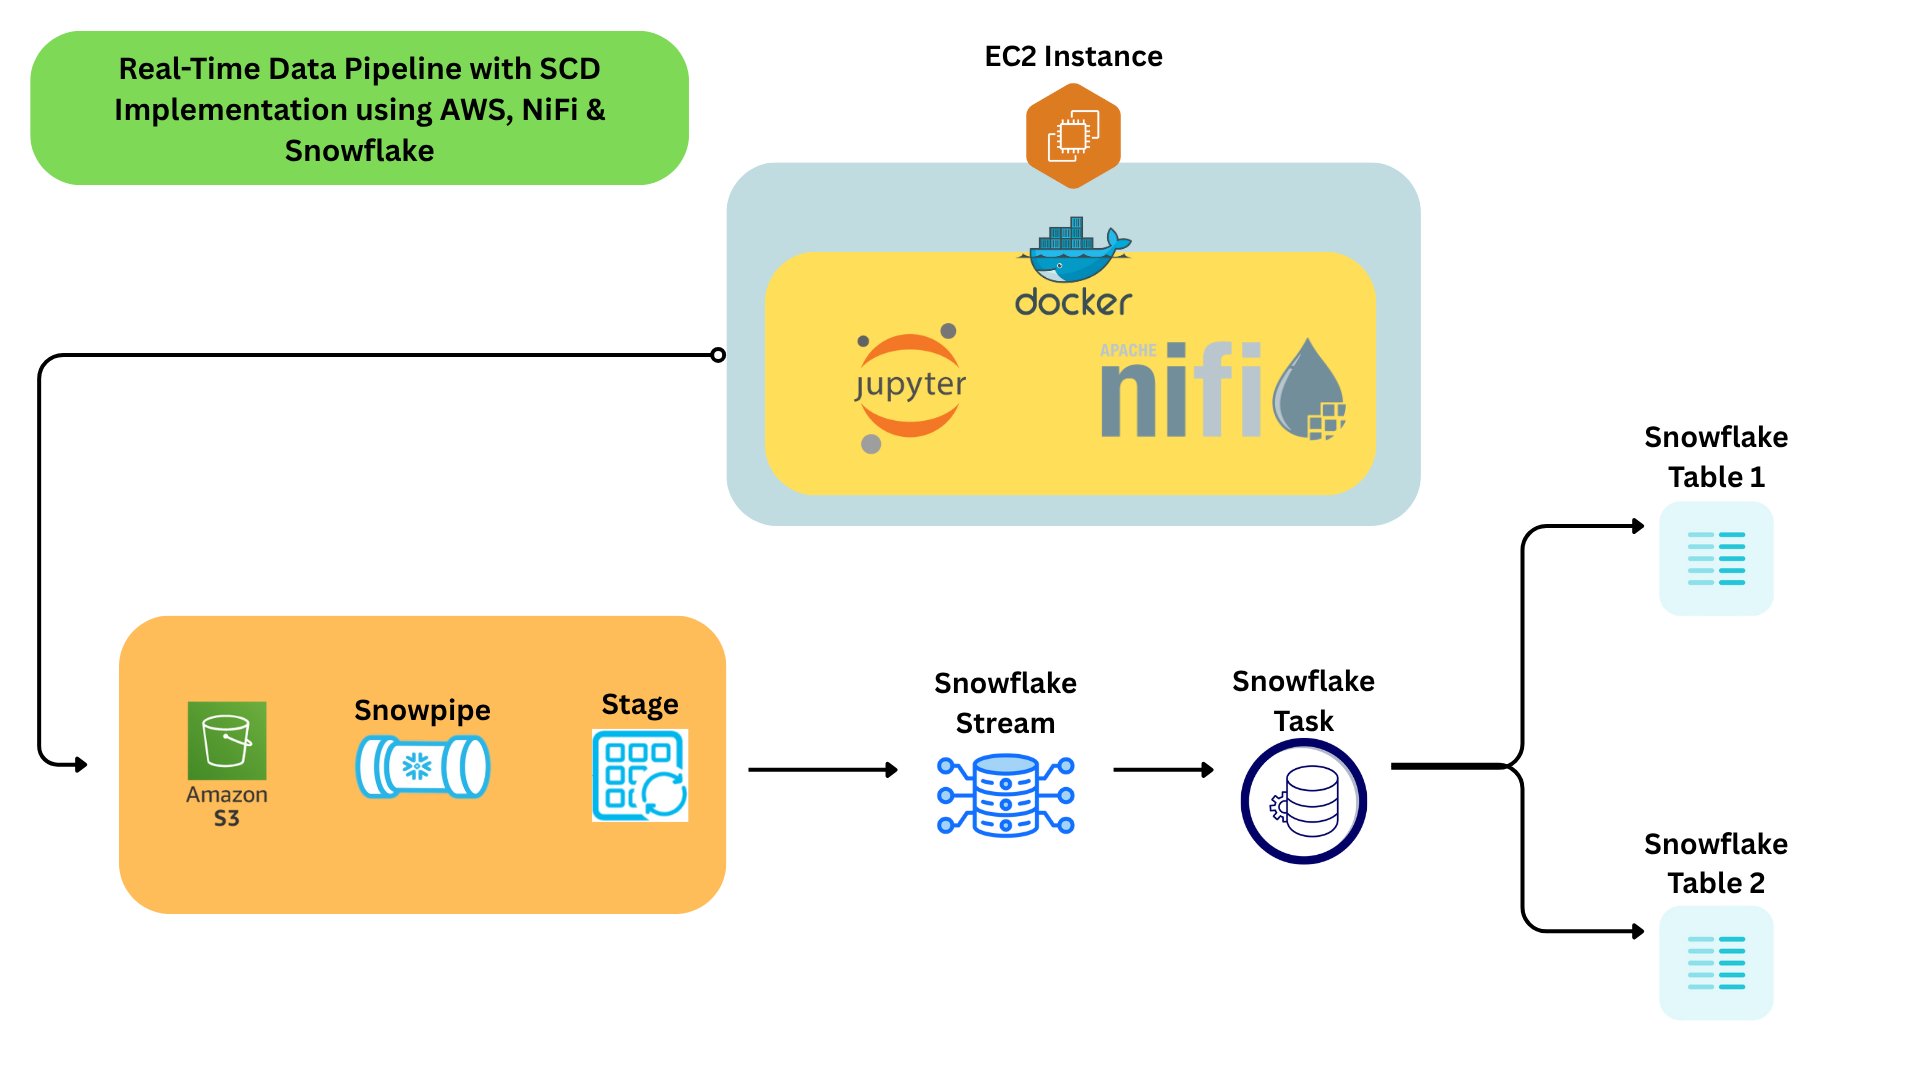 Real-Time Data Pipeline with SCD
Implementation using AWS, NiFi &
Snowflake
EC2 Instance
docker
jupyter
APACHE
nifi
Snowflake
Table 1
Amazon
S3
Snowpipe
Stage
Snowflake
Stream
Snowflake
Task
Snowflake
Table 2